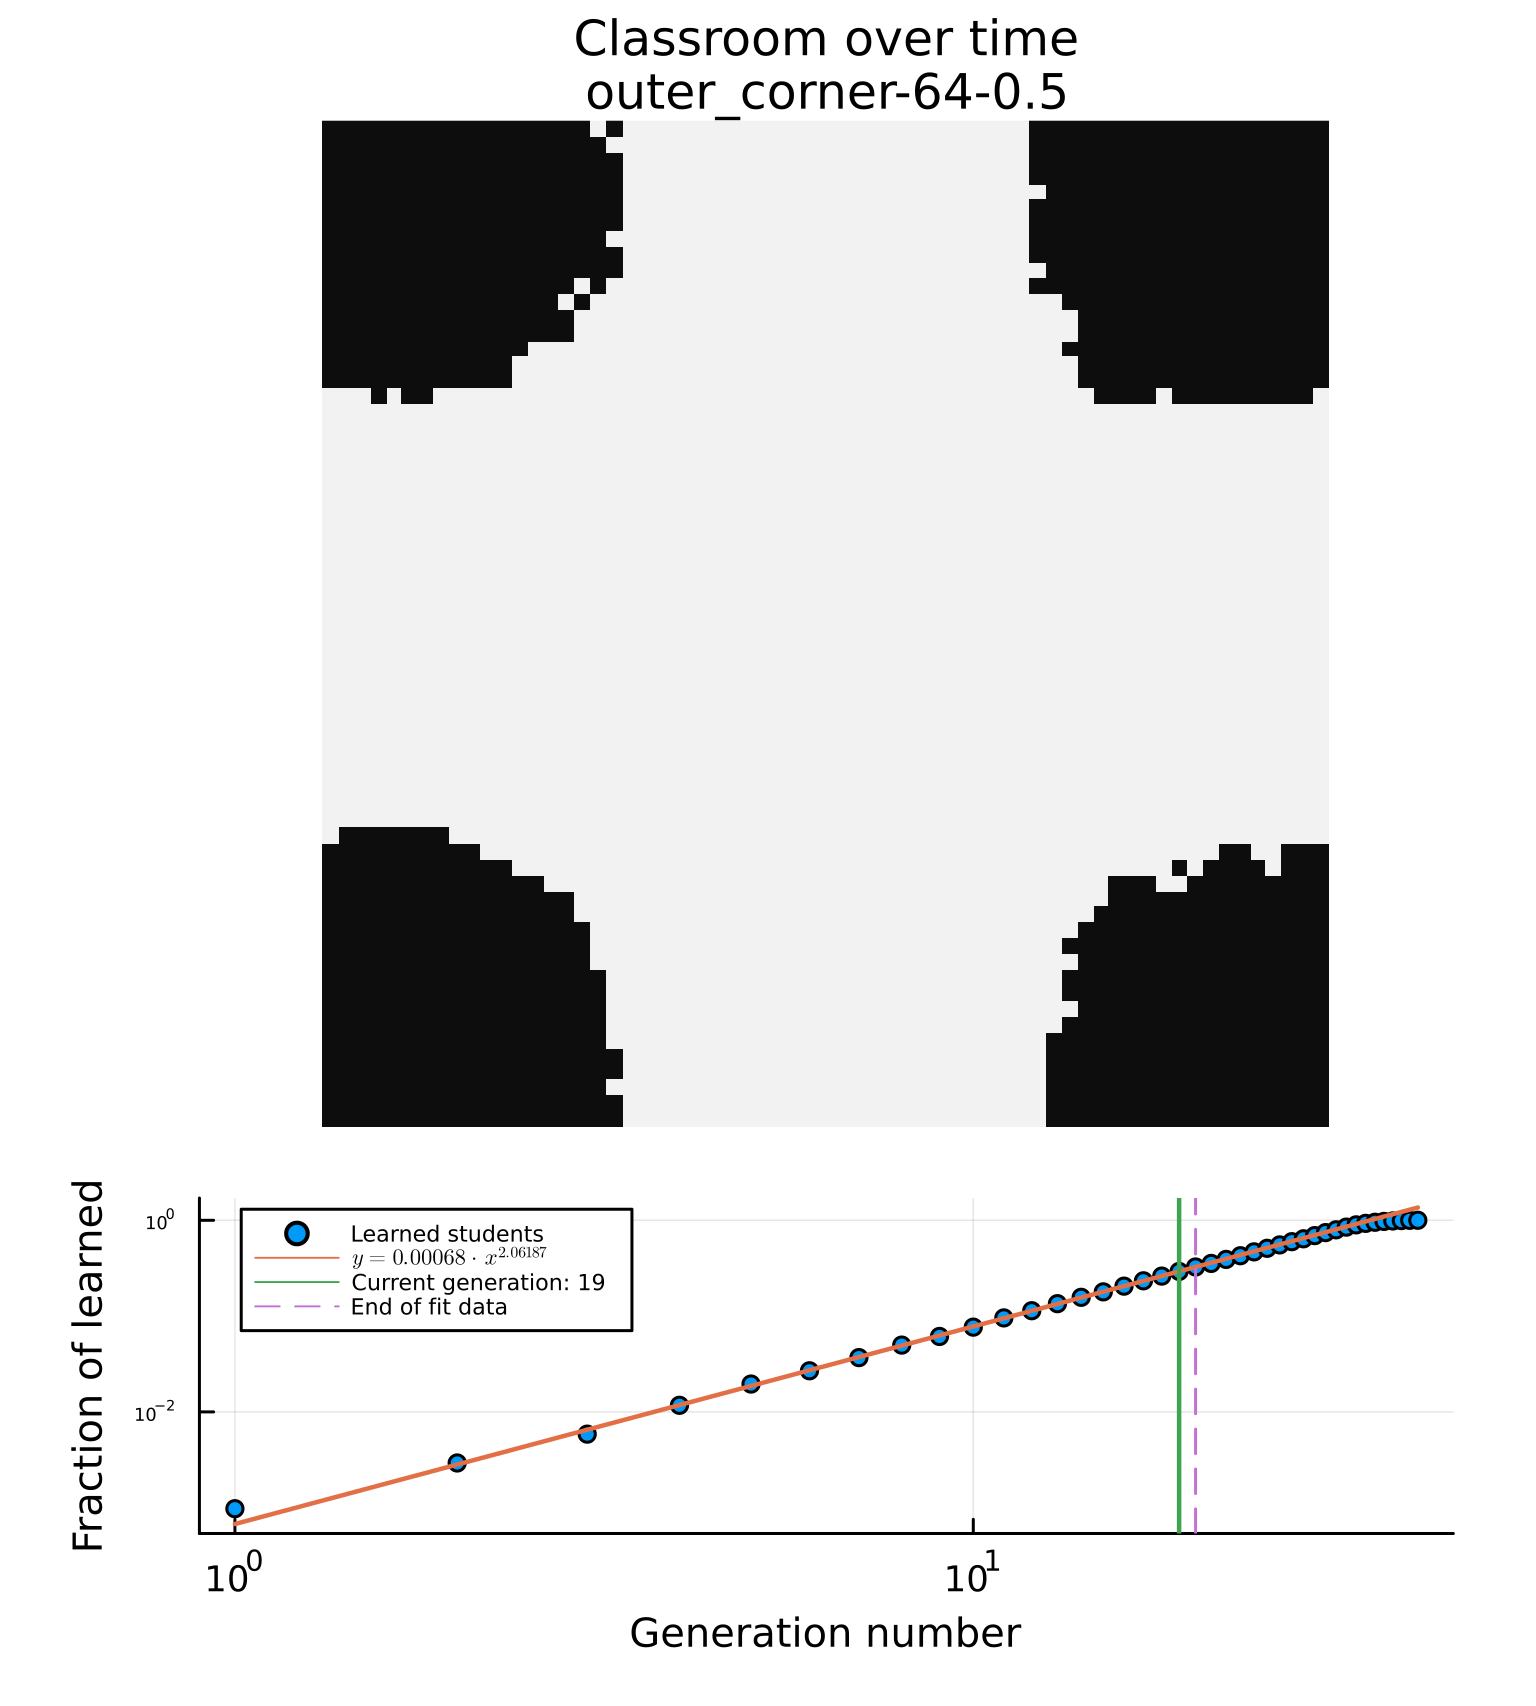 Classroom over time
outer_corner-64-0.5
Fraction of learned
10^0
10^-2
Learned students
y = 0.00068 · x^2.06187
Current generation: 19
End of fit data
10^0
10^1
Generation number